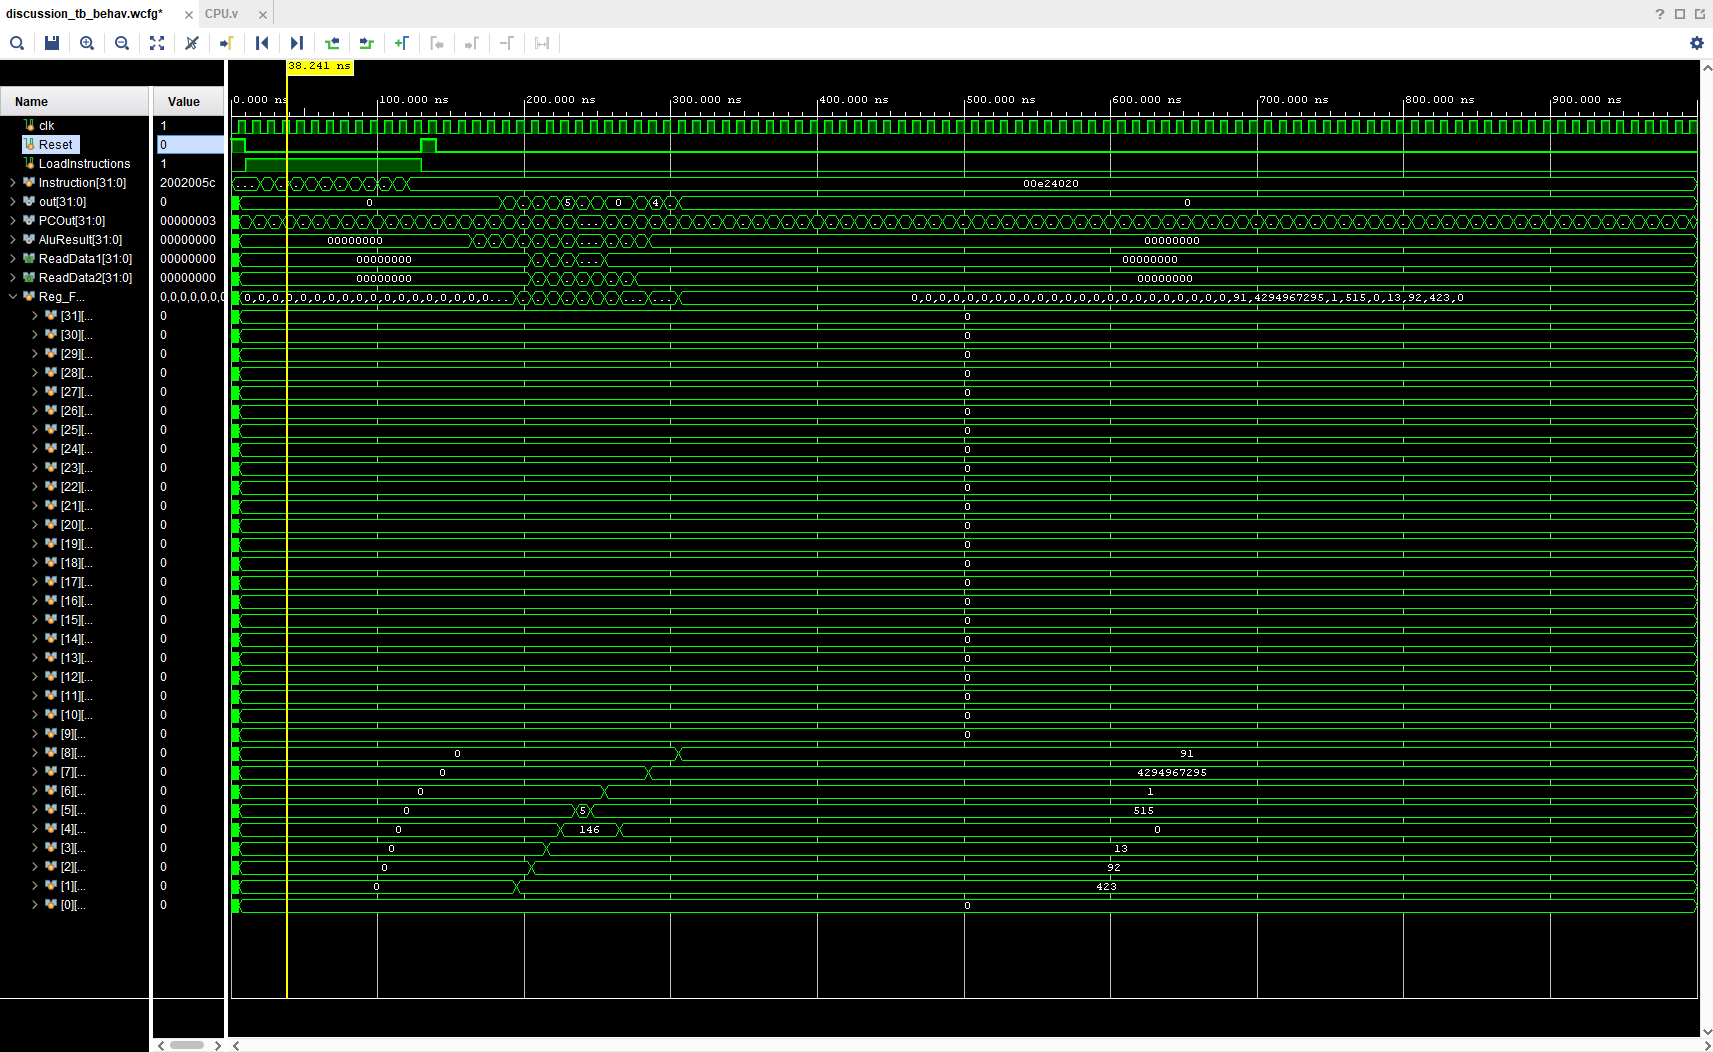 discussion_tb_behav.wcfg* CPU.v
38.241 ns
Name Value
0.000 ns 100.000 ns 200.000 ns 300.000 ns 400.000 ns 500.000 ns 600.000 ns 700.000 ns 800.000 ns 900.000 ns
clk 1
Reset 0
LoadInstructions 1
Instruction[31:0] 2002005c ... 00e24020
out[31:0] 0 0 5 0 4 0
PCOut[31:0] 00000003
AluResult[31:0] 00000000 00000000 ... 00000000
ReadData1[31:0] 00000000 00000000 ... 00000000
ReadData2[31:0] 00000000 00000000 00000000
Reg_F... 0,0,0,0,0,0 0,0,0,0,0,0,0,0,0,0,0,0,0,0,0,0,0,0... ... ... 0,0,0,0,0,0,0,0,0,0,0,0,0,0,0,0,0,0,0,0,0,0,0,91,4294967295,1,515,0,13,92,423,0
[31][... 0 0
[30][... 0 0
[29][... 0 0
[28][... 0 0
[27][... 0 0
[26][... 0 0
[25][... 0 0
[24][... 0 0
[23][... 0 0
[22][... 0 0
[21][... 0 0
[20][... 0 0
[19][... 0 0
[18][... 0 0
[17][... 0 0
[16][... 0 0
[15][... 0 0
[14][... 0 0
[13][... 0 0
[12][... 0 0
[11][... 0 0
[10][... 0 0
[9][... 0 0
[8][... 0 0 91
[7][... 0 0 4294967295
[6][... 0 0 1
[5][... 0 0 5 515
[4][... 0 0 146 0
[3][... 0 0 13
[2][... 0 0 92
[1][... 0 0 423
[0][... 0 0